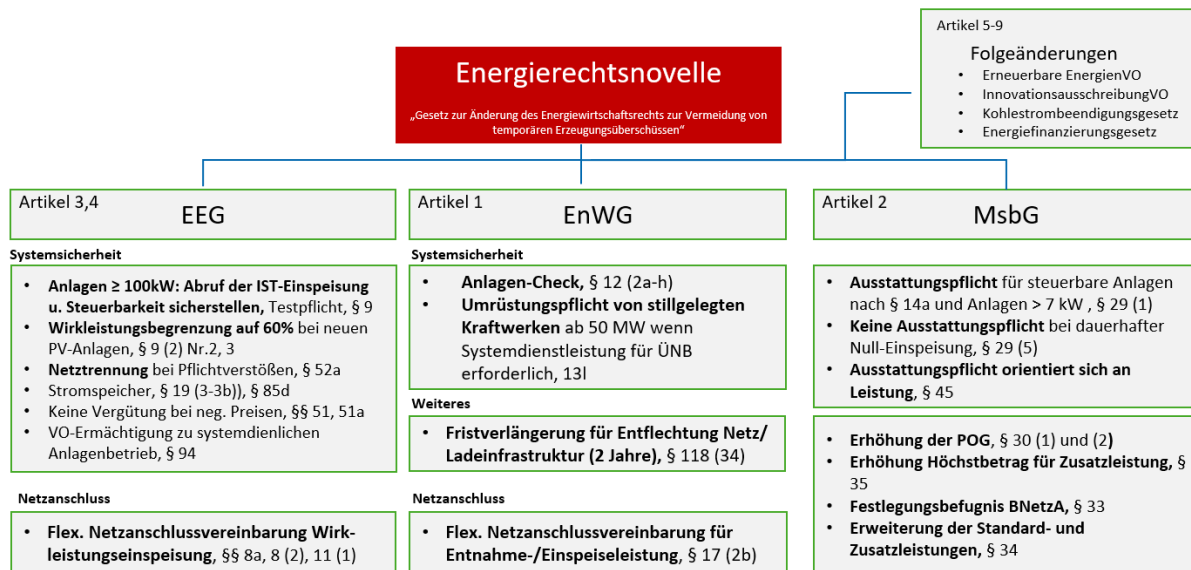 Energierechtsnovelle
„Gesetz zur Änderung des Energiewirtschaftsrechts zur Vermeidung von
temporären Erzeugungsüberschüssen“
Artikel 5-9
Folgeänderungen
• Erneuerbare EnergienVO
• InnovationsausschreibungVO
• Kohlestrombeendigungsgesetz
• Energiefinanzierungsgesetz
Artikel 3,4
EEG
Systemsicherheit
• Anlagen ≥ 100kW: Abruf der IST-Einspeisung
u. Steuerbarkeit sicherstellen, Testpflicht, § 9
• Wirkleistungsbegrenzung auf 60% bei neuen
PV-Anlagen, § 9 (2) Nr.2, 3
• Netztrennung bei Pflichtverstößen, § 52a
• Stromspeicher, § 19 (3-3b)), § 85d
• Keine Vergütung bei neg. Preisen, §§ 51, 51a
• VO-Ermächtigung zu systemdienlichen
Anlagenbetrieb, § 94
Netzanschluss
• Flex. Netzanschlussvereinbarung Wirk-
leistungseinspeisung, §§ 8a, 8 (2), 11 (1)
Artikel 1
EnWG
Systemsicherheit
• Anlagen-Check, § 12 (2a-h)
• Umrüstungspflicht von stillgelegten
Kraftwerken ab 50 MW wenn
Systemdienstleistung für ÜNB
erforderlich, 13l
Weiteres
• Fristverlängerung für Entflechtung Netz/
Ladeinfrastruktur (2 Jahre), § 118 (34)
Netzanschluss
• Flex. Netzanschlussvereinbarung für
Entnahme-/Einspeiseleistung, § 17 (2b)
Artikel 2
MsbG
• Ausstattungspflicht für steuerbare Anlagen
nach § 14a und Anlagen > 7 kW , § 29 (1)
• Keine Ausstattungspflicht bei dauerhafter
Null-Einspeisung, § 29 (5)
• Ausstattungspflicht orientiert sich an
Leistung, § 45
• Erhöhung der POG, § 30 (1) und (2)
• Erhöhung Höchstbetrag für Zusatzleistung, §
35
• Festlegungsbefugnis BNetzA, § 33
• Erweiterung der Standard- und
Zusatzleistungen, § 34